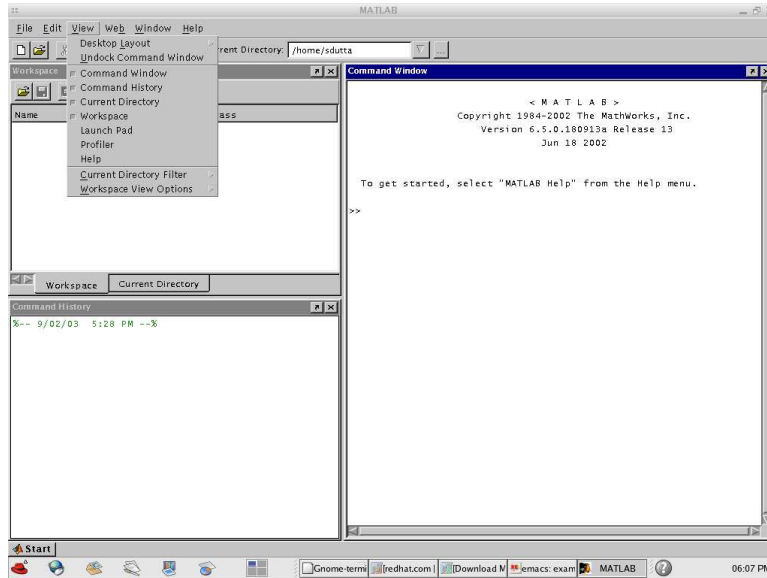 MATLAB
File Edit View Web Window Help
Desktop Layout
Undock Command Window
Command Window
Command History
Current Directory
Workspace
Launch Pad
Profiler
Help
Current Directory Filter
Workspace View Options
rrent Directory: /home/sdutta ...
Workspace
Name ass
Workspace Current Directory
Command History
%-- 9/02/03 5:28 PM --%
Command Window
< M A T L A B >
Copyright 1984-2002 The MathWorks, Inc.
Version 6.5.0.180913a Release 13
Jun 18 2002
To get started, select "MATLAB Help" from the Help menu.
>>
Start
Gnome-termi [redhat.com | [Download M emacs: exam MATLAB 06:07 PM